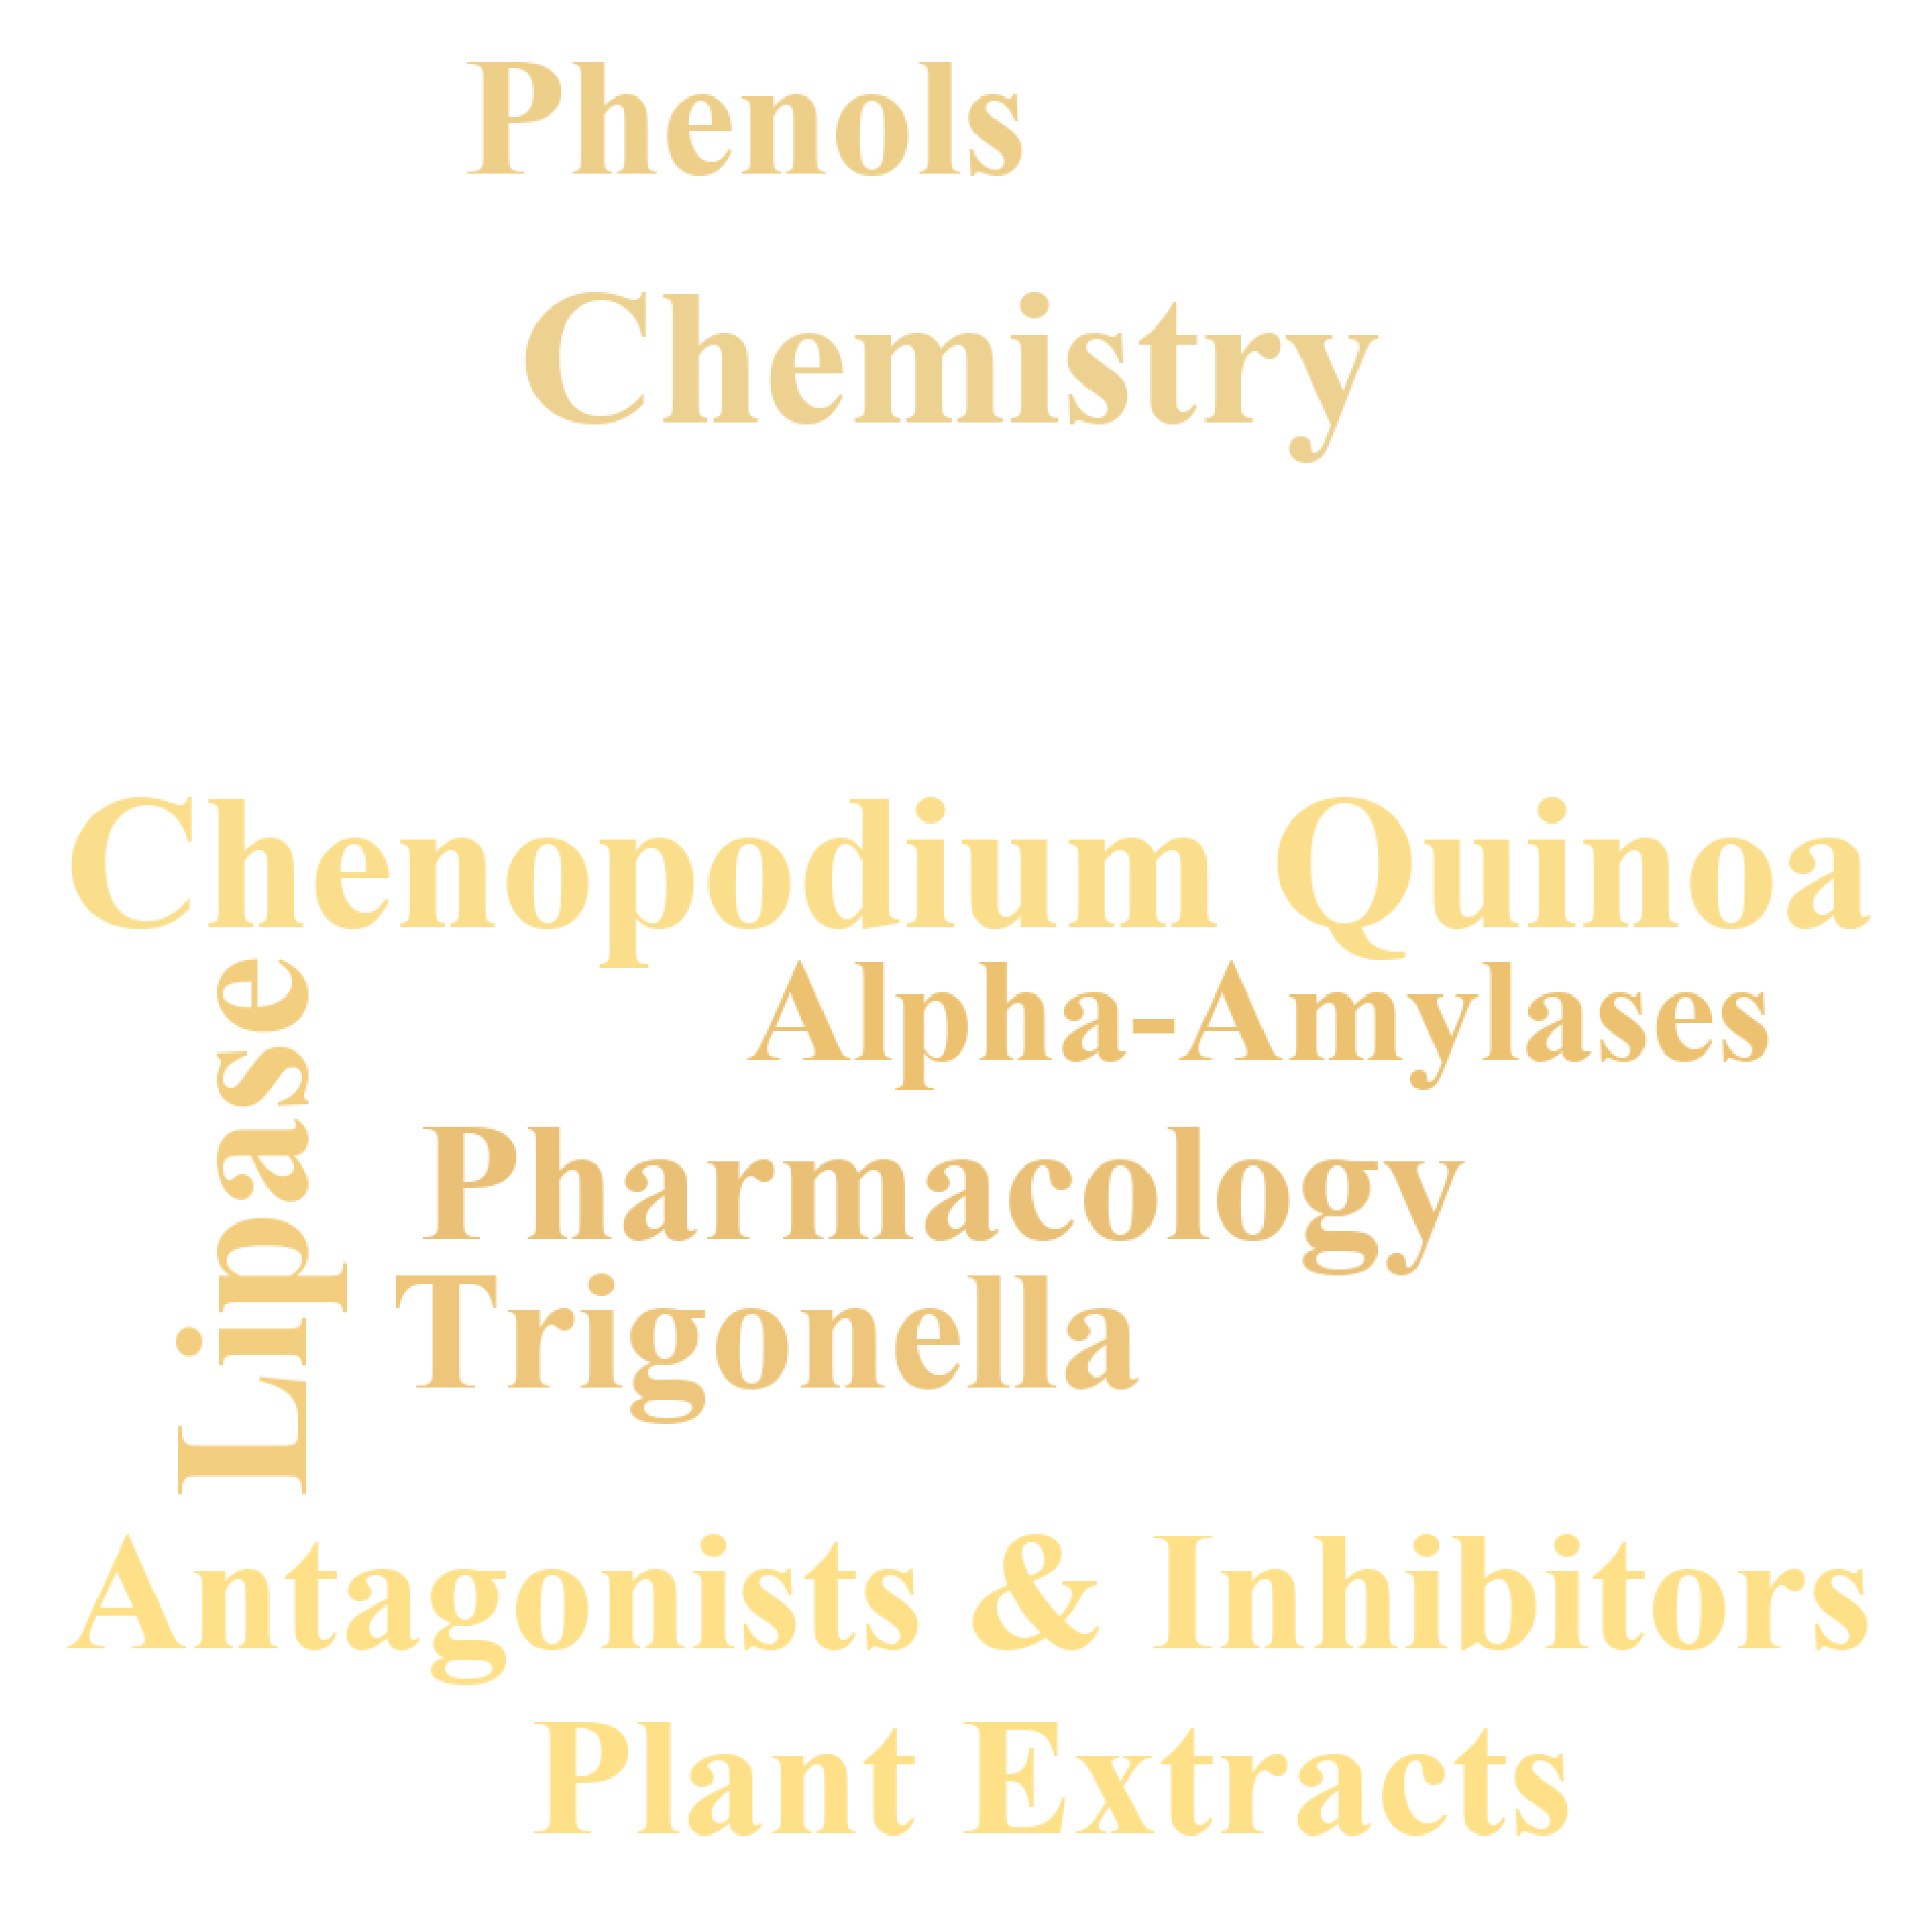 Phenols
Chemistry
Chenopodium Quinoa
Alpha-Amylases
Lipase
Pharmacology
Trigonella
Antagonists & Inhibitors
Plant Extracts